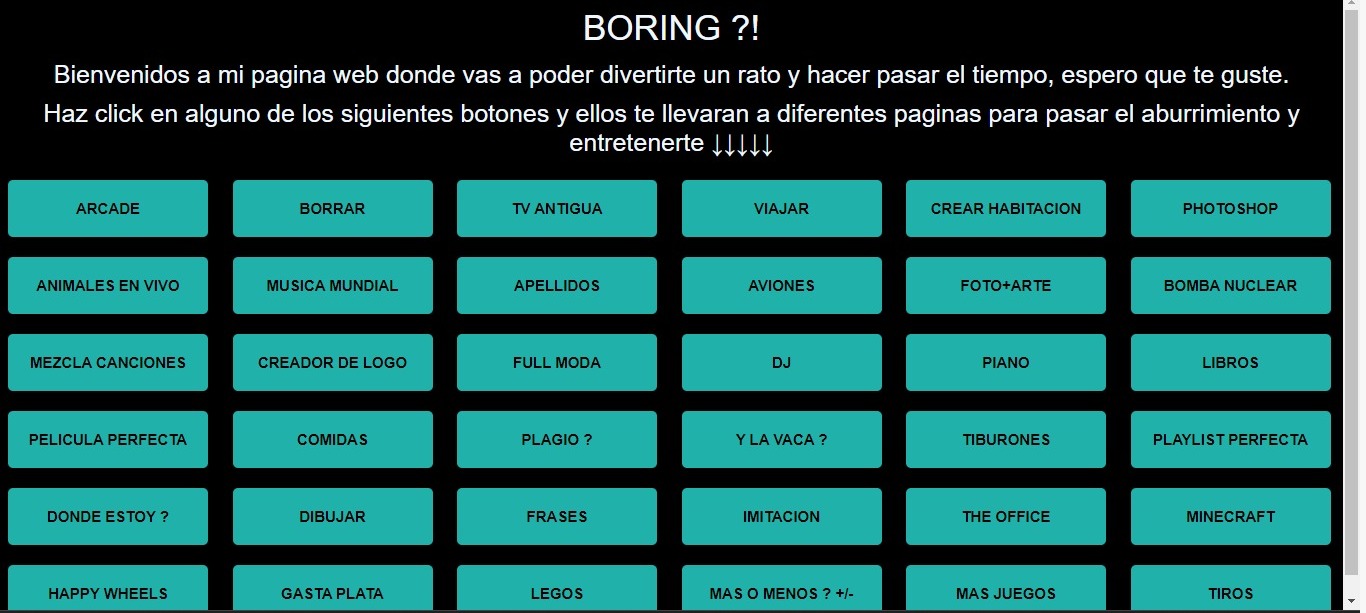 BORING ?!
Bienvenidos a mi pagina web donde vas a poder divertirte un rato y hacer pasar el tiempo, espero que te guste.
Haz click en alguno de los siguientes botones y ellos te llevaran a diferentes paginas para pasar el aburrimiento y
entretenerte ↓↓↓↓↓
ARCADE
BORRAR
TV ANTIGUA
VIAJAR
CREAR HABITACION
PHOTOSHOP
ANIMALES EN VIVO
MUSICA MUNDIAL
APELLIDOS
AVIONES
FOTO+ARTE
BOMBA NUCLEAR
MEZCLA CANCIONES
CREADOR DE LOGO
FULL MODA
DJ
PIANO
LIBROS
PELICULA PERFECTA
COMIDAS
PLAGIO ?
Y LA VACA ?
TIBURONES
PLAYLIST PERFECTA
DONDE ESTOY ?
DIBUJAR
FRASES
IMITACION
THE OFFICE
MINECRAFT
HAPPY WHEELS
GASTA PLATA
LEGOS
MAS O MENOS ? +/-
MAS JUEGOS
TIROS